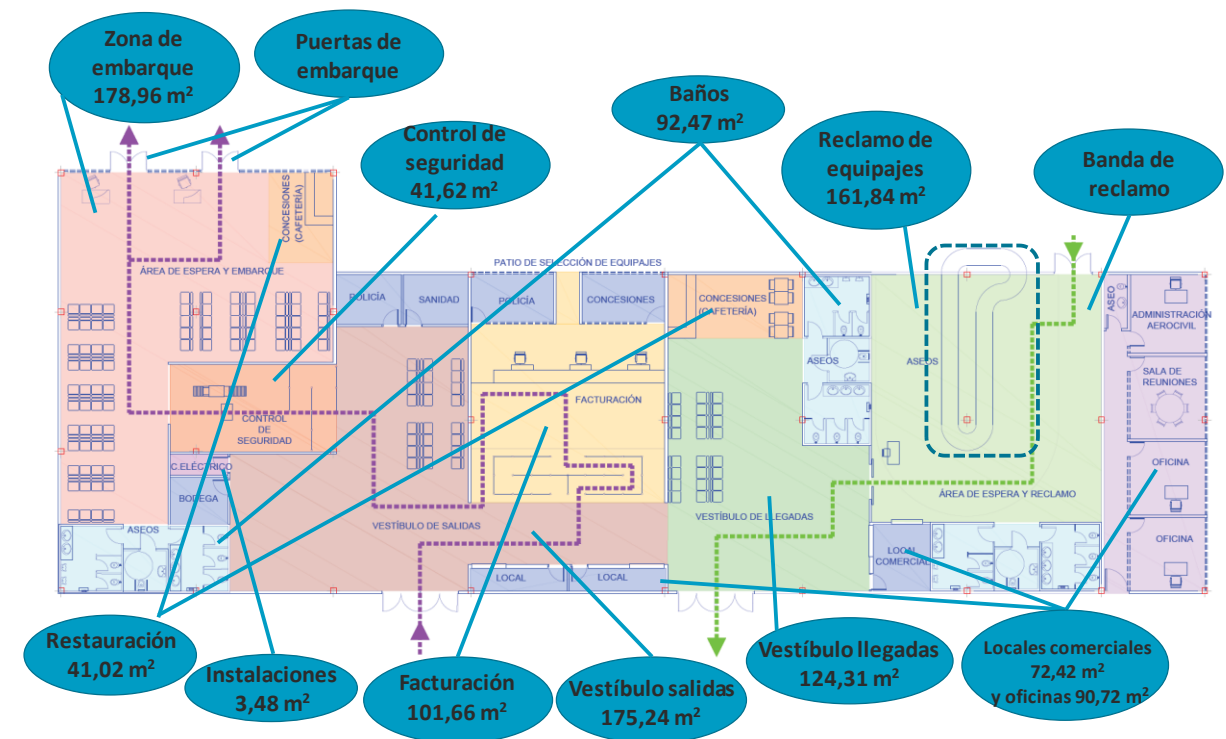 Zona de
embarque
178,96 m²
Puertas de
embarque
Control de
seguridad
41,62 m²
Baños
92,47 m²
Reclamo de
equipajes
161,84 m²
Banda de
reclamo
CONCESIONES
(CAFETERÍA)
ÁREA DE ESPERA Y EMBARQUE
PATIO DE SELECCIÓN DE EQUIPAJES
POLICÍA
SANIDAD
POLICÍA
CONCESIONES
CONCESIONES
(CAFETERÍA)
ASEO
ADMINISTRACIÓN
AEROCIVIL
ASEOS
ASEOS
SALA DE
REUNIONES
FACTURACIÓN
CONTROL
DE
SEGURIDAD
C.ELÉCTRICO
BODEGA
OFICINA
ÁREA DE ESPERA Y RECLAMO
VESTÍBULO DE SALIDAS
VESTÍBULO DE LLEGADAS
ASEOS
OFICINA
LOCAL
COMERCIAL
LOCAL
LOCAL
Restauración
41,02 m²
Instalaciones
3,48 m²
Facturación
101,66 m²
Vestíbulo salidas
175,24 m²
Vestíbulo llegadas
124,31 m²
Locales comerciales
72,42 m²
y oficinas 90,72 m²